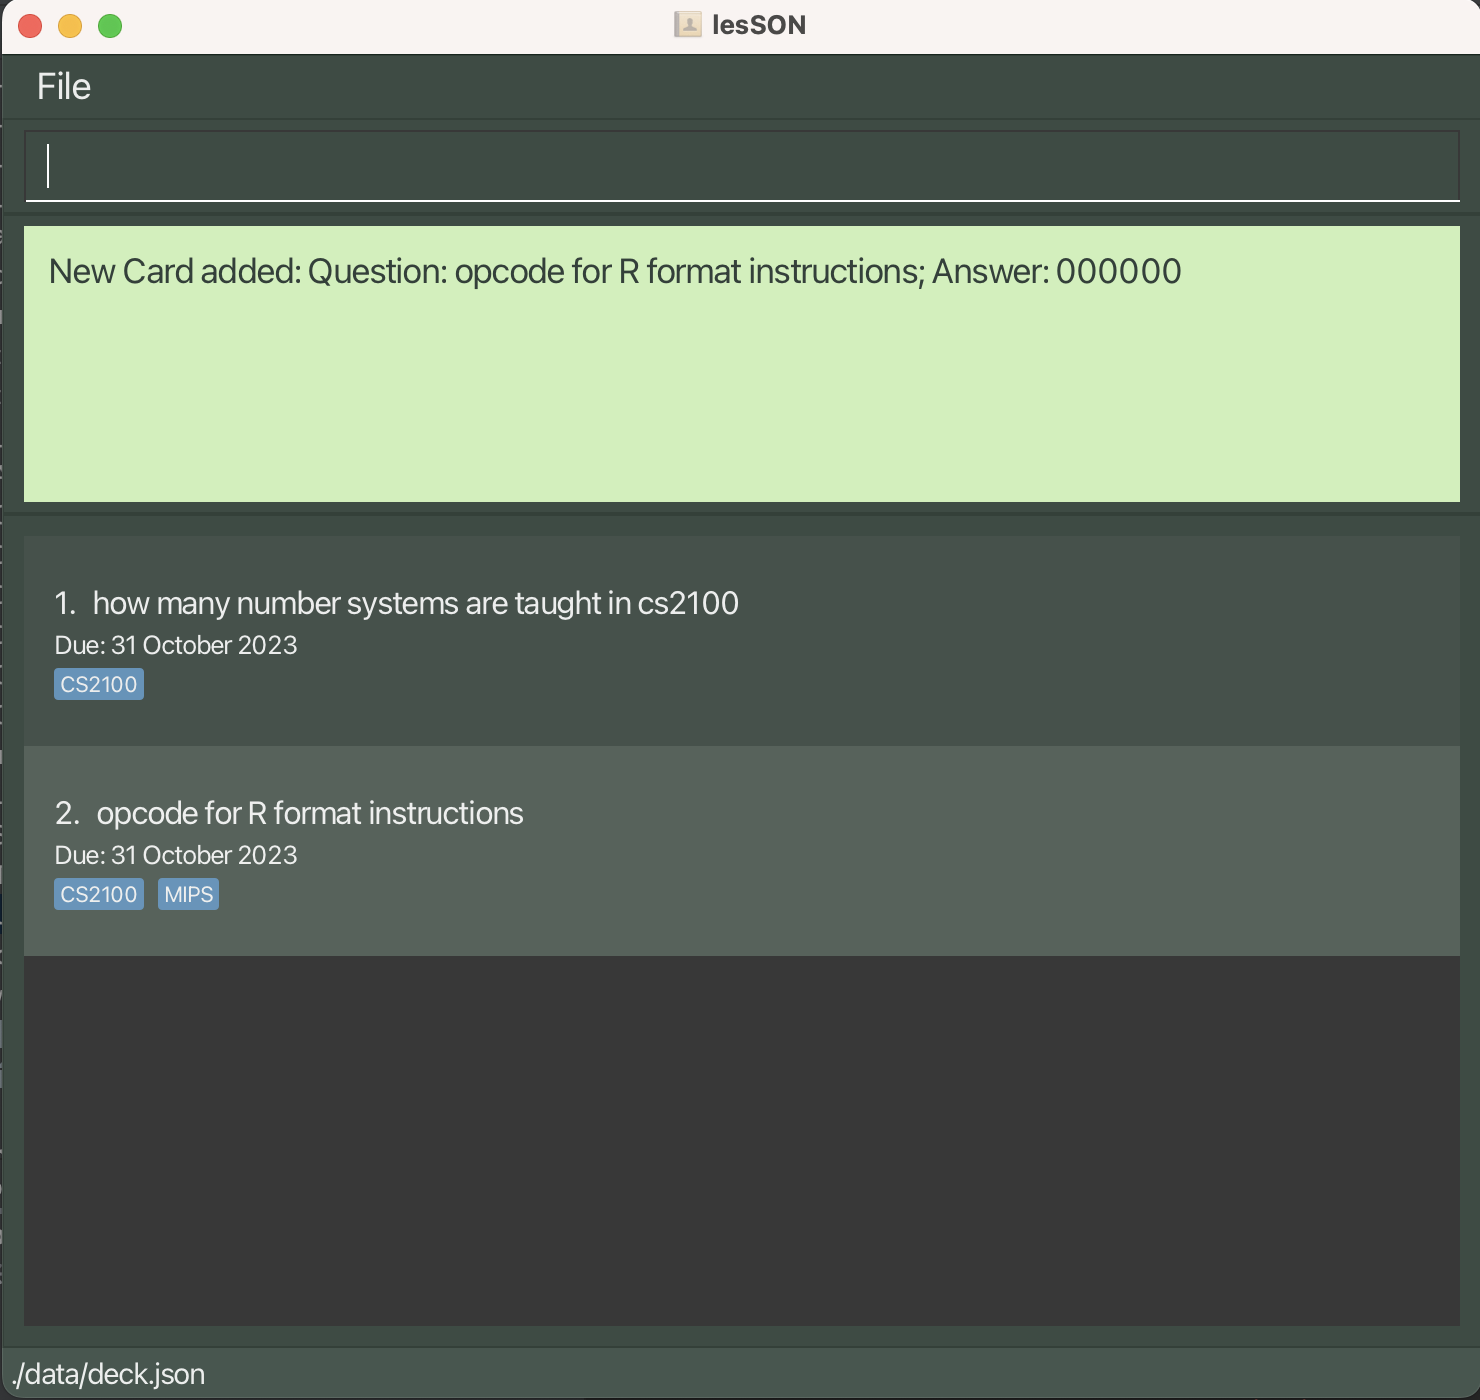 lesSON
File
New Card added: Question: opcode for R format instructions; Answer: 000000
1. how many number systems are taught in cs2100
Due: 31 October 2023
CS2100
2. opcode for R format instructions
Due: 31 October 2023
CS2100 MIPS
./data/deck.json